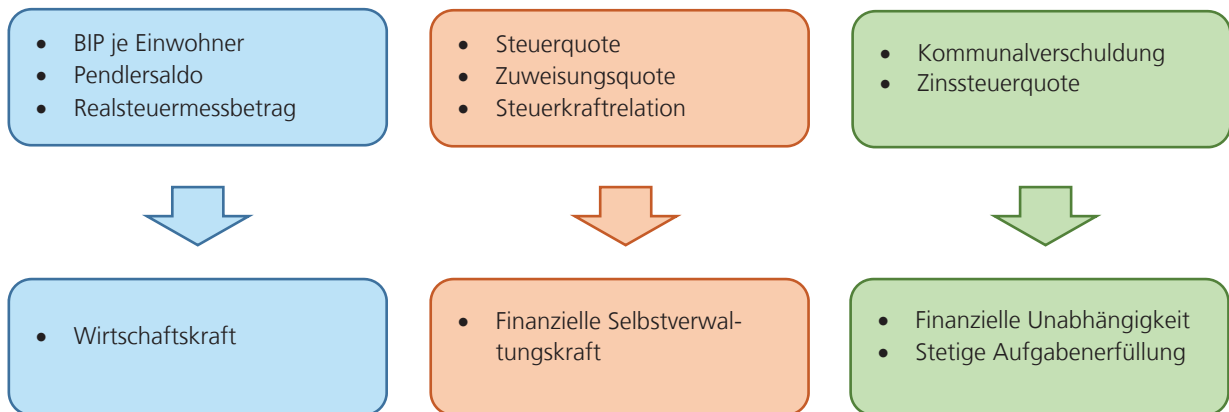 • BIP je Einwohner
• Pendlersaldo
• Realsteuermessbetrag
• Steuerquote
• Zuweisungsquote
• Steuerkraftrelation
• Kommunalverschuldung
• Zinssteuerquote
• Wirtschaftskraft
• Finanzielle Selbstverwal-
tungskraft
• Finanzielle Unabhängigkeit
• Stetige Aufgabenerfüllung